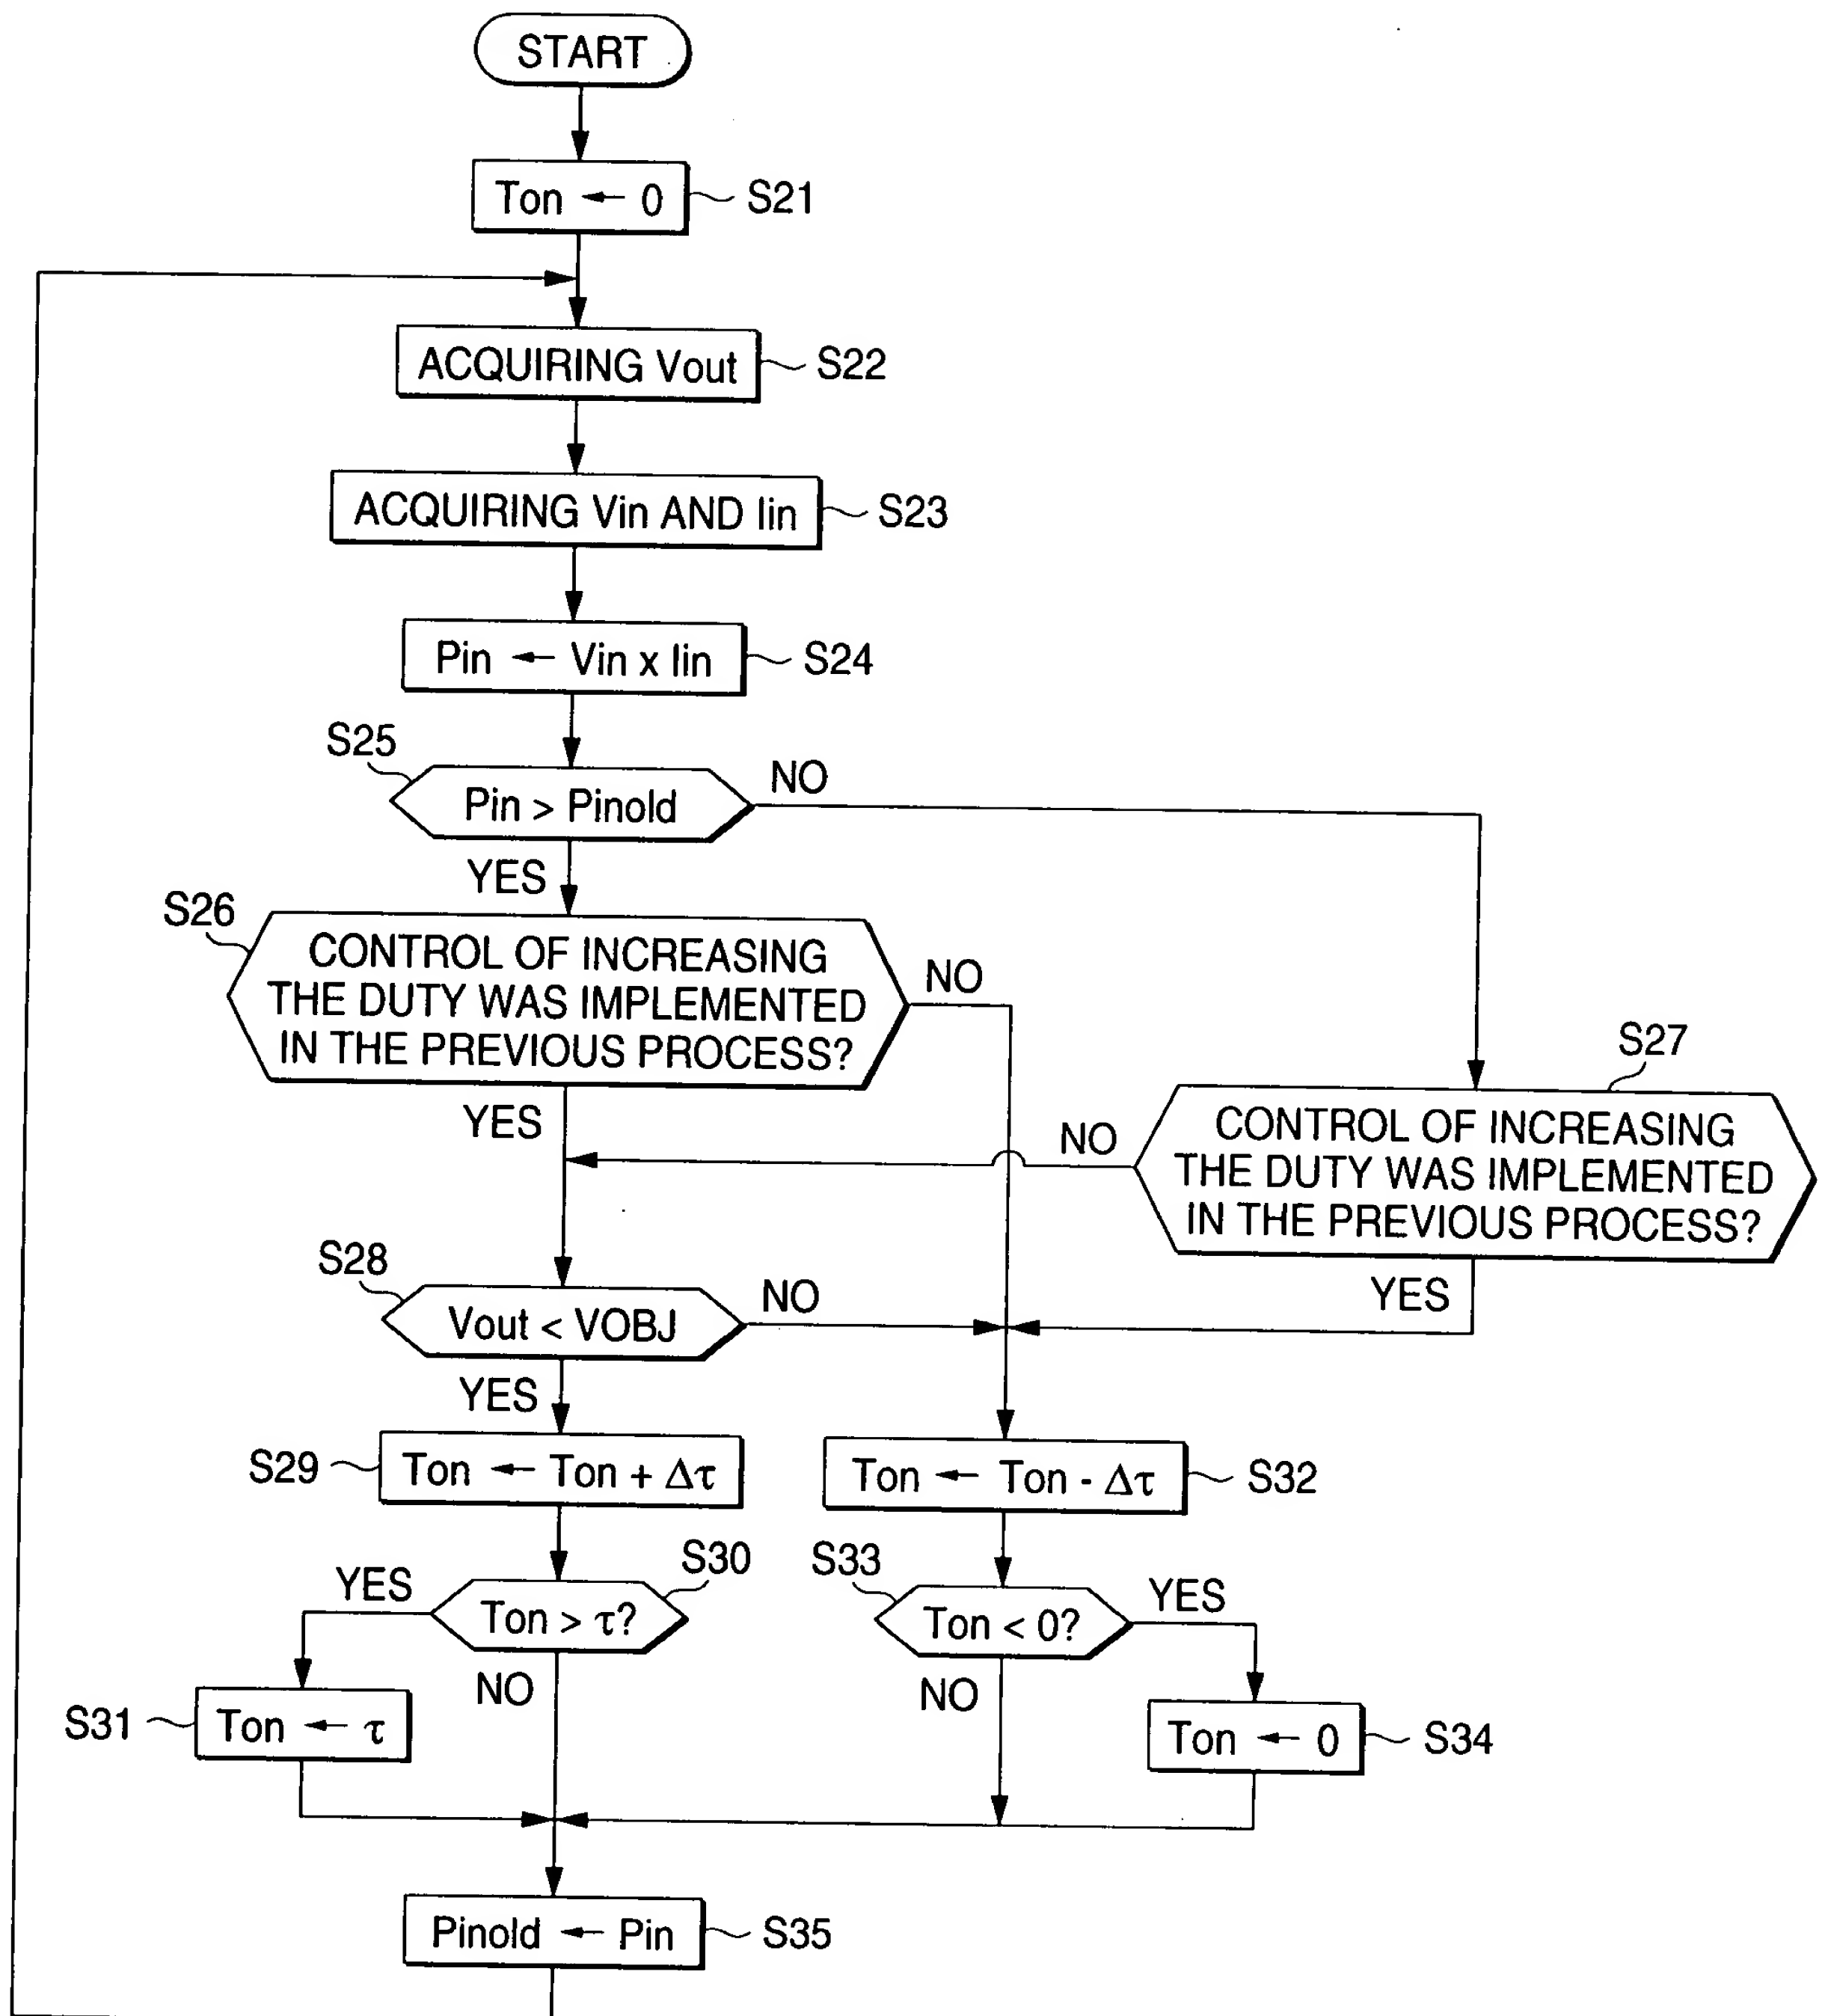 START
Ton ← 0
S21
ACQUIRING Vout
S22
ACQUIRING Vin AND Iin
S23
Pin ← Vin x Iin
S24
S25
Pin > Pinold
NO
YES
S26
CONTROL OF INCREASING
THE DUTY WAS IMPLEMENTED
IN THE PREVIOUS PROCESS?
NO
YES
S27
CONTROL OF INCREASING
THE DUTY WAS IMPLEMENTED
IN THE PREVIOUS PROCESS?
NO
YES
S28
Vout < VOBJ
NO
YES
S29
Ton ← Ton + Δτ
Ton ← Ton - Δτ
S32
S30
Ton > τ?
YES
NO
S33
Ton < 0?
YES
NO
S31
Ton ← τ
Ton ← 0
S34
Pinold ← Pin
S35